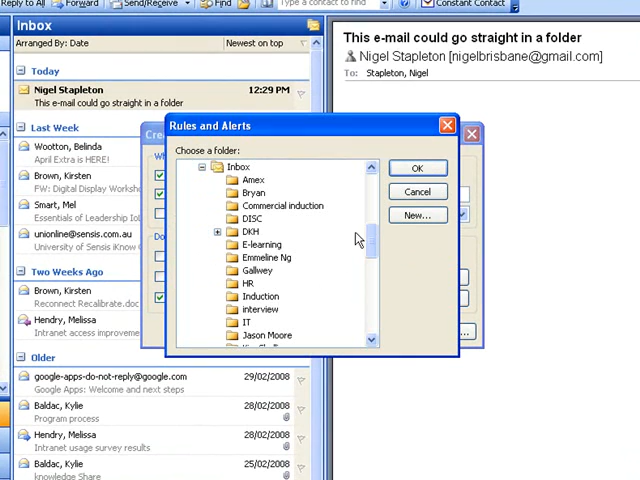 Reply to All Forward Send/Receive Find Type a contact to find Constant Contact
Inbox
Arranged By: Date Newest on top
Today
Nigel Stapleton 12:29 PM
This e-mail could go straight in a folder
Last Week
Wootton, Belinda
April Extra is HERE!
Brown, Kirsten
FW: Digital Display Worksho
Smart, Mel
Essentials of Leadership
unionline@sensis.com.au
University of Sensis iKnow
Two Weeks Ago
Brown, Kirsten
Reconnect Recalibrate.doc
Hendry, Melissa
Intranet access improveme
Older
google-apps-do-not-reply@google.com 29/02/2008
Google Apps: Welcome and next steps
Baldac, Kylie 26/02/2008
Program process
Hendry, Melissa 26/02/2008
Intranet usage survey results
Baldac, Kylie 25/02/2008
knowledge Share
This e-mail could go straight in a folder
Nigel Stapleton [nigelbrisbane@gmail.com]
To: Stapleton, Nigel
Rules and Alerts
Choose a folder:
Inbox
Amex
Bryan
Commercial induction
DISC
DKH
E-learning
Emmeline Ng
Gallwey
HR
Induction
interview
IT
Jason Moore
OK
Cancel
New...